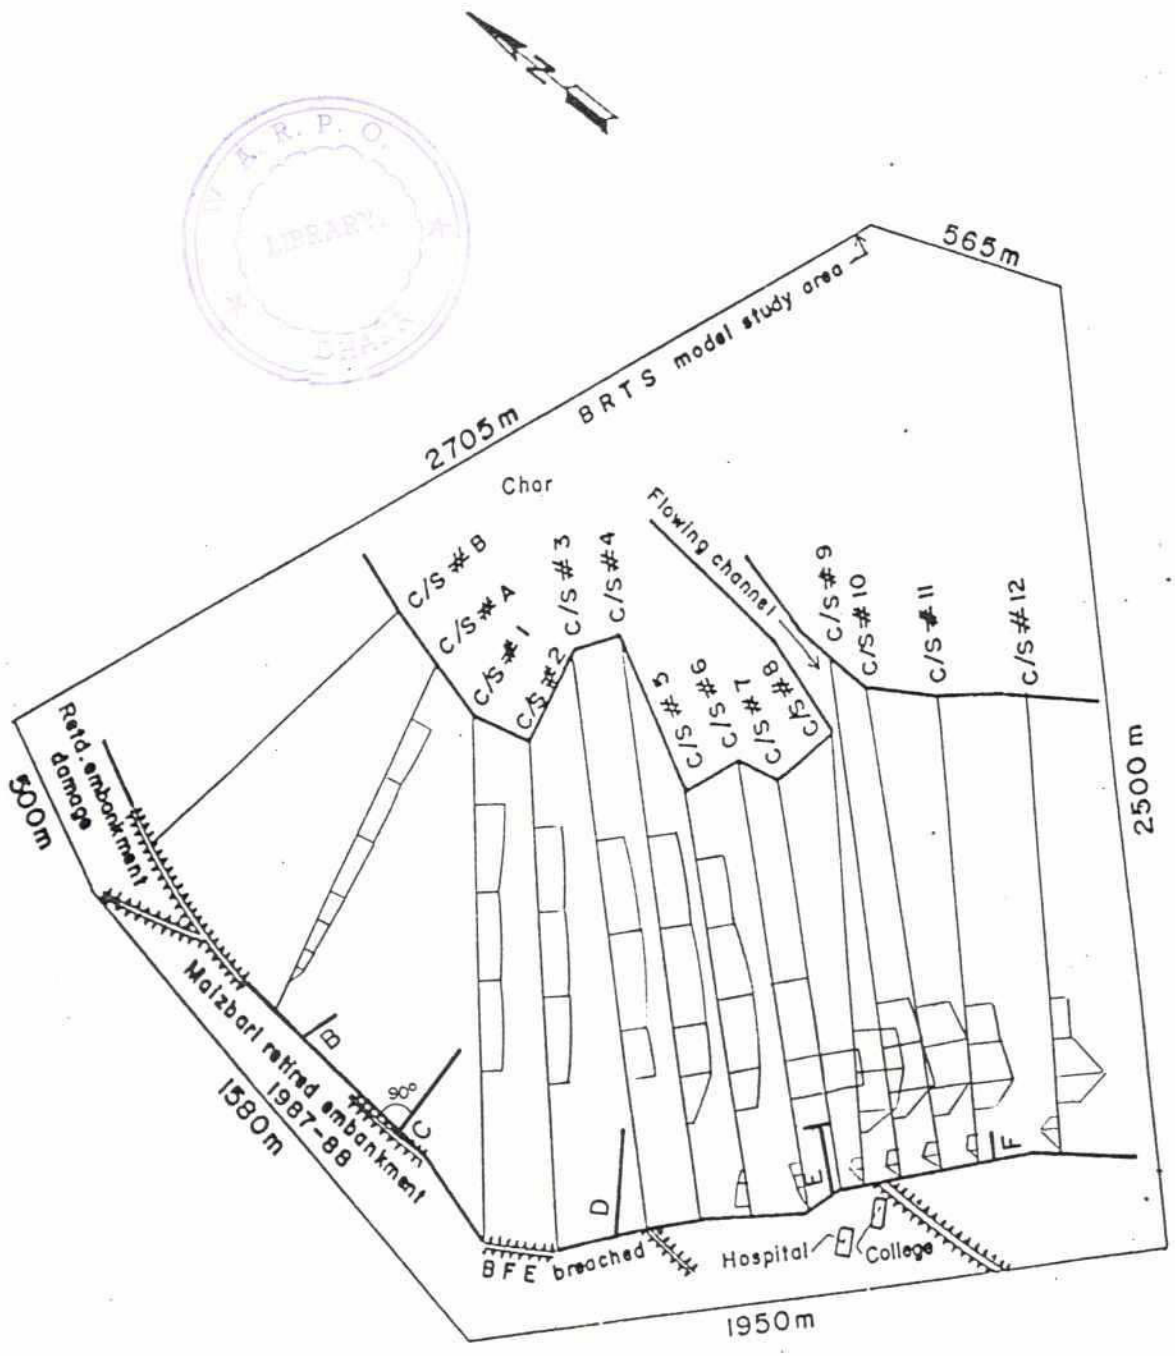 N
W. A. R. P. O.
LIBRARY.
DHAKA
565m
BRTS model study area
2705m
Char
Flowing channel
C/S # B
C/S # A
C/S # 1
C/S # 2
C/S # 3
C/S # 4
C/S # 5
C/S # 6
C/S # 7
C/S # 8
C/S # 9
C/S # 10
C/S # 11
C/S # 12
Retd. embankment
damage
500m
2500 m
B
90°
C
Maizbari retired embankment
1987-88
1580m
D
E
F
BFE breached
Hospital
College
1950m